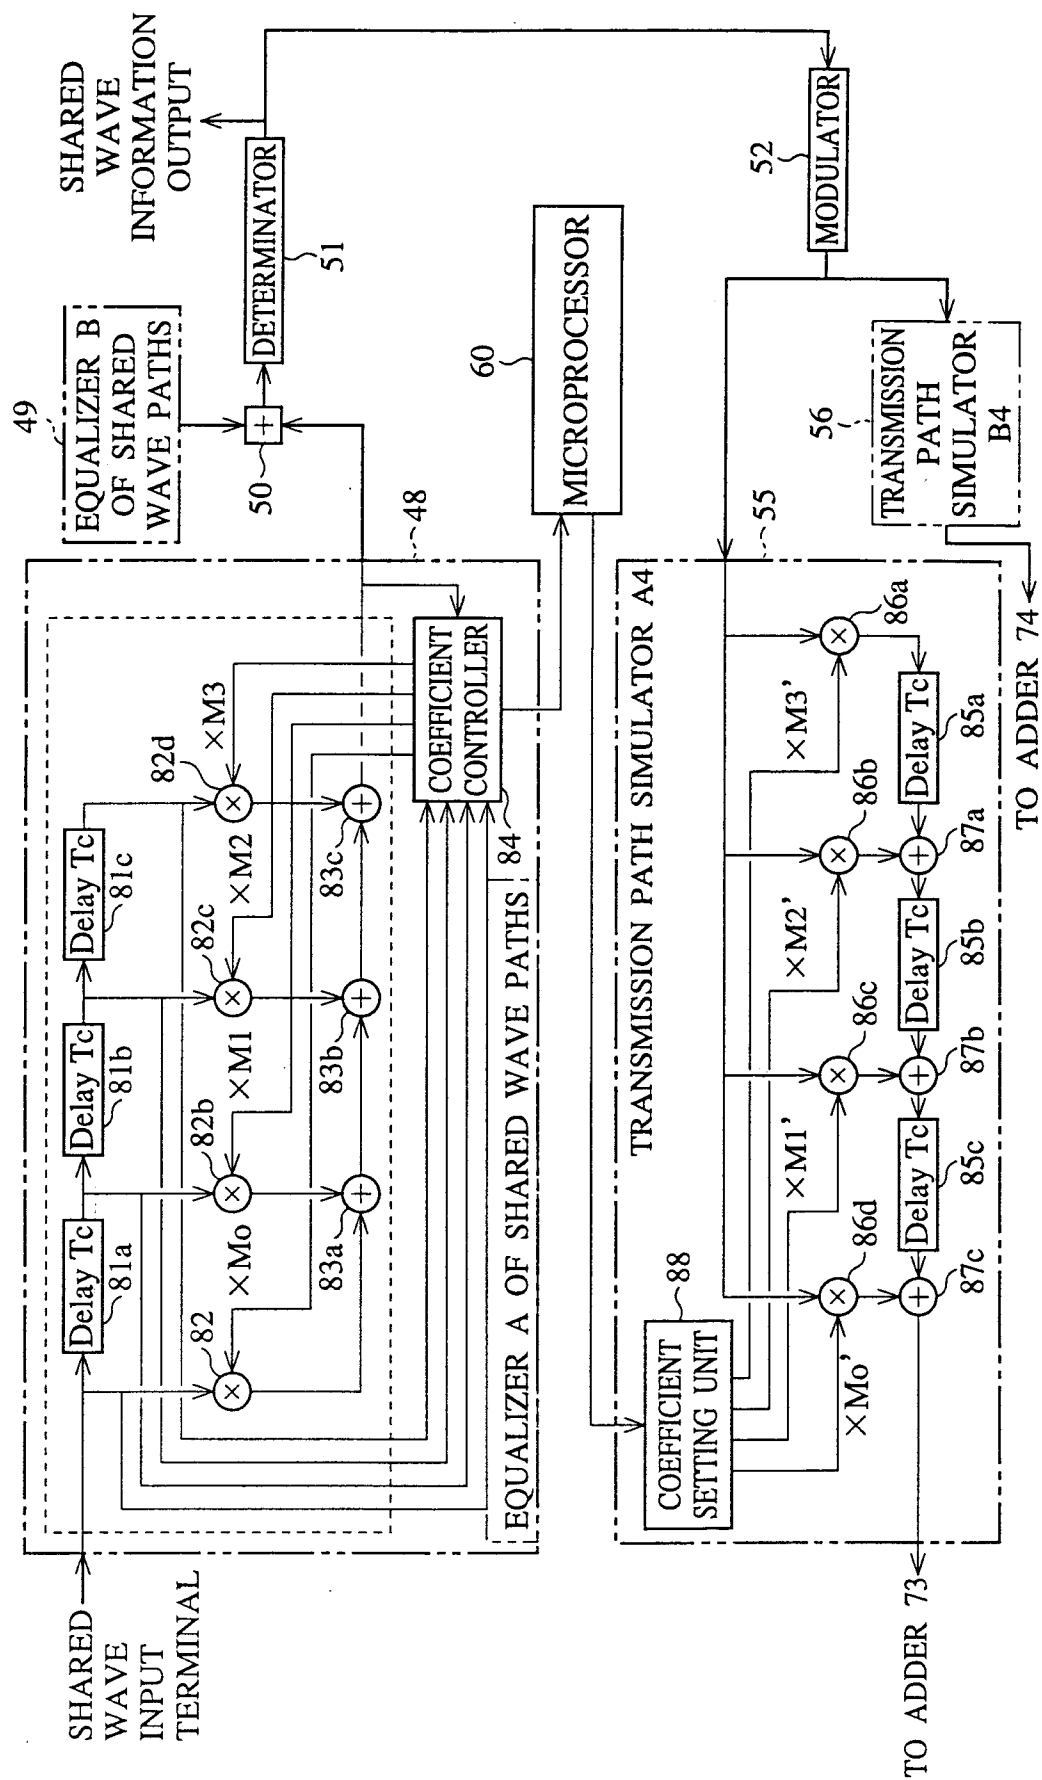 SHARED
WAVE
INPUT
TERMINAL
Delay Tc
81a
Delay Tc
81b
Delay Tc
81c
82
×Mo
82b
×M1
82c
×M2
82d
×M3
83a
83b
83c
COEFFICIENT
CONTROLLER
84
EQUALIZER A OF SHARED WAVE PATHS
48
49
EQUALIZER B
OF SHARED
WAVE PATHS
+
50
DETERMINATOR
51
SHARED
WAVE
INFORMATION
OUTPUT
60
MICROPROCESSOR
52
MODULATOR
56
TRANSMISSION
PATH
SIMULATOR
B4
TO ADDER 74
55
TRANSMISSION PATH SIMULATOR A4
COEFFICIENT
SETTING UNIT
88
×Mo'
86d
×M1'
86c
×M2'
86b
×M3'
86a
87c
Delay Tc
85c
87b
Delay Tc
85b
87a
Delay Tc
85a
TO ADDER 73